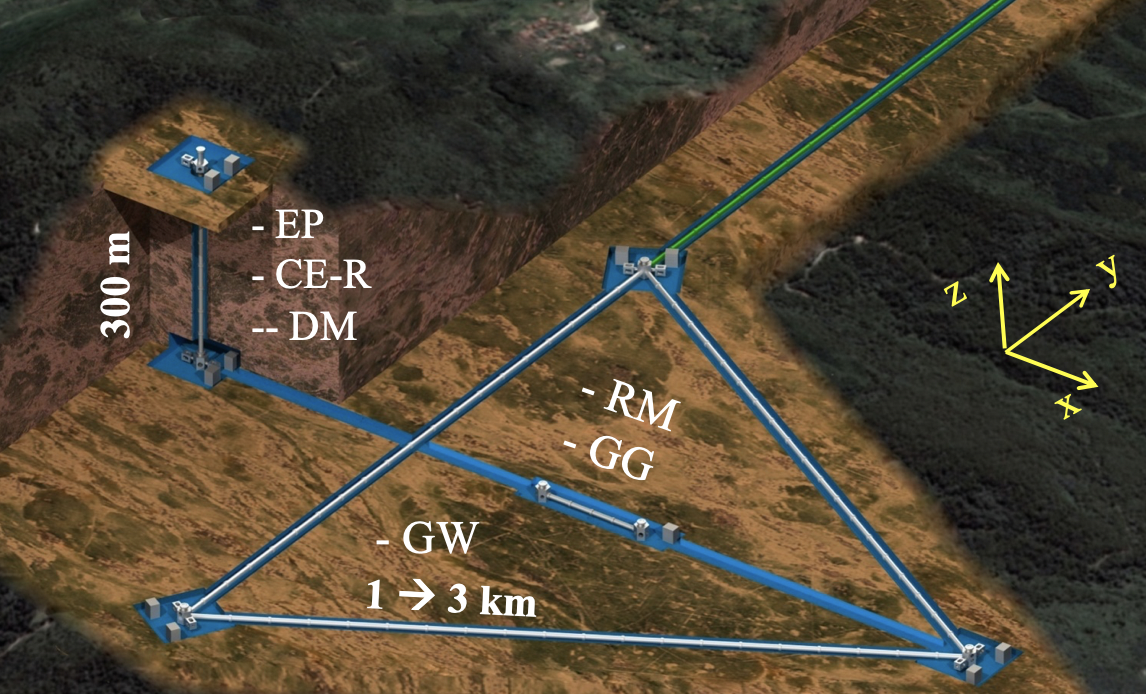 300 m
- EP
- CE-R
-- DM
z
y
x
- RM
- GG
- GW
1 → 3 km